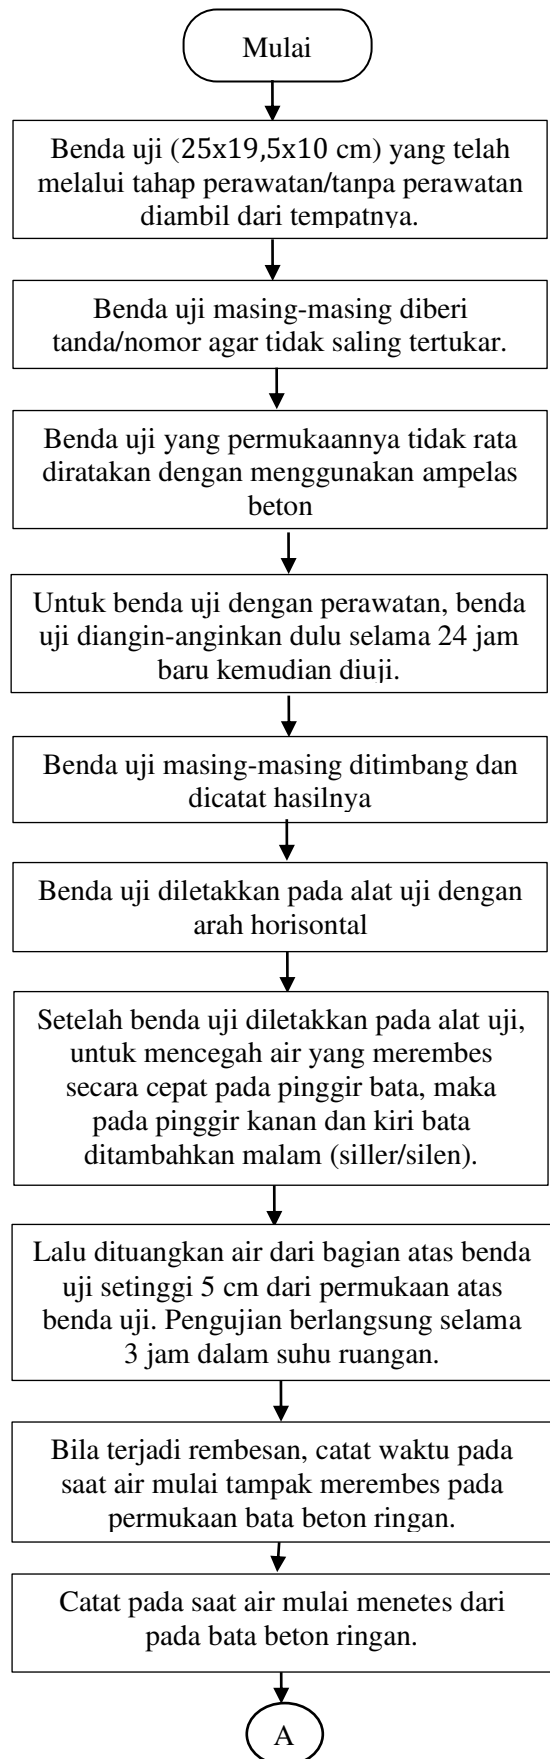 Mulai
Benda uji (25x19,5x10 cm) yang telah
melalui tahap perawatan/tanpa perawatan
diambil dari tempatnya.
Benda uji masing-masing diberi
tanda/nomor agar tidak saling tertukar.
Benda uji yang permukaannya tidak rata
diratakan dengan menggunakan ampelas
beton
Untuk benda uji dengan perawatan, benda
uji diangin-anginkan dulu selama 24 jam
baru kemudian diuji.
Benda uji masing-masing ditimbang dan
dicatat hasilnya
Benda uji diletakkan pada alat uji dengan
arah horisontal
Setelah benda uji diletakkan pada alat uji,
untuk mencegah air yang merembes
secara cepat pada pinggir bata, maka
pada pinggir kanan dan kiri bata
ditambahkan malam (siller/silen).
Lalu dituangkan air dari bagian atas benda
uji setinggi 5 cm dari permukaan atas
benda uji. Pengujian berlangsung selama
3 jam dalam suhu ruangan.
Bila terjadi rembesan, catat waktu pada
saat air mulai tampak merembes pada
permukaan bata beton ringan.
Catat pada saat air mulai menetes dari
pada bata beton ringan.
A